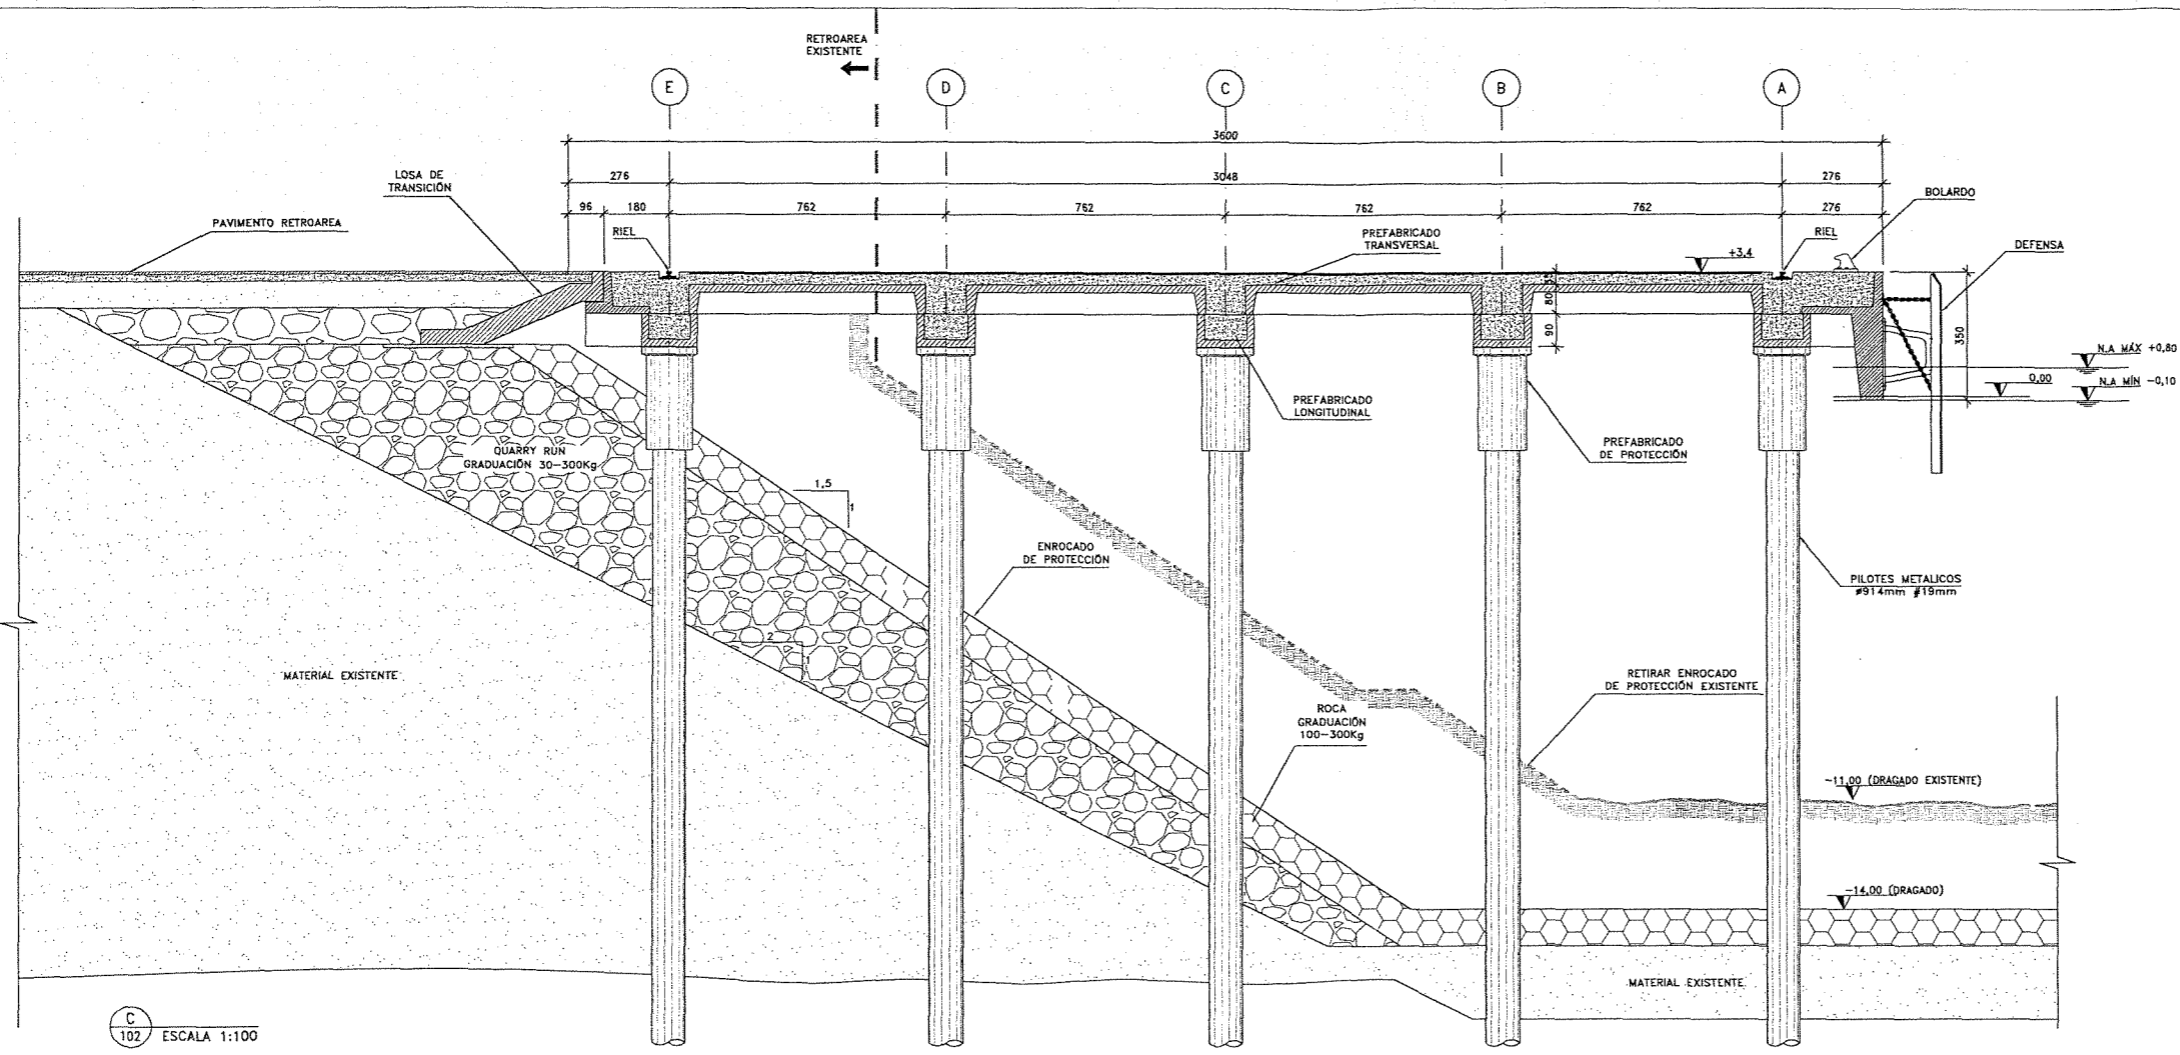 RETROAREA
EXISTENTE
E
D
C
B
A
3600
276
3048
276
96
180
762
762
762
762
276
LOSA DE
TRANSICIÓN
PAVIMENTO RETROAREA
RIEL
PREFABRICADO
TRANSVERSAL
+3,4
RIEL
BOLARDO
DEFENSA
80
90
350
N.A MÁX +0,80
0,00
N.A MÍN -0,10
PREFABRICADO
LONGITUDINAL
PREFABRICADO
DE PROTECCIÓN
QUARRY RUN
GRADUACIÓN 30-300Kg
1,5
1
ENROCADO
DE PROTECCIÓN
PILOTES METALICOS
ø914mm #19mm
2
1
MATERIAL EXISTENTE
RETIRAR ENROCADO
DE PROTECCIÓN EXISTENTE
ROCA
GRADUACIÓN
100-300Kg
-11,00 (DRAGADO EXISTENTE)
-14,00 (DRAGADO)
MATERIAL EXISTENTE
C
102
ESCALA 1:100